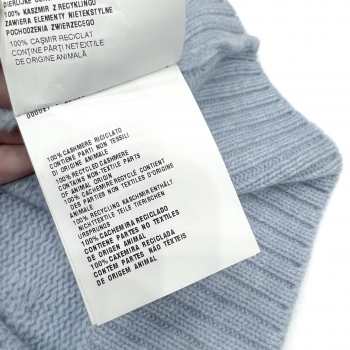 100% KASZMIR Z RECYKLINGU
ZAWIERA ELEMENTY NIETEKSTYLNE
POCHODZENIA ZWIERZĘCEGO
100% CAȘMIR RECICLAT
CONȚINE PĂRȚI NETEXTILE
DE ORIGINE ANIMALĂ
100% CASHMERE RICICLATO
CONTIENE PARTI NON TESSILI
DI ORIGINE ANIMALE
100% RECYCLED CASHMERE
CONTAINS NON-TEXTILE PARTS
OF ANIMAL ORIGIN
100% CACHEMIRE RECYCLÉ CONTIENT
DES PARTIES NON TEXTILES D'ORIGINE
ANIMALE
100% RECYCLING KASCHMIR ENTHÄLT
NICHTTEXTILE TEILE TIERISCHEN
URSPRUNGS
100% CACHEMIRA RECICLADO
CONTIENE PARTES NO TEXTILES
DE ORIGEN ANIMAL
100% CAXEMIRA RECICLADA
CONTÉM PARTES NÃO TÊXTEIS
DE ORIGEM ANIMAL